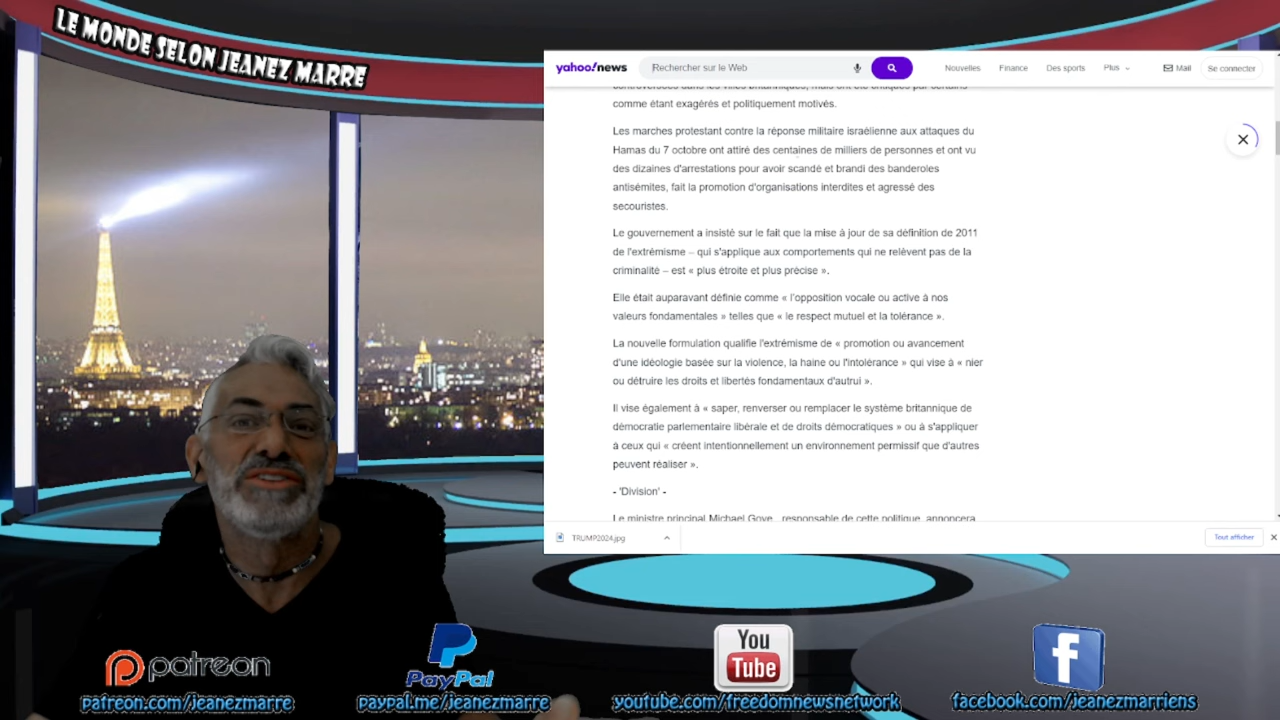 LE MONDE SELON JEANEZ MARRE
yahoo!news
Rechercher sur le Web
Nouvelles
Finance
Des sports
Plus
Mail
Se connecter
comme étant exagérés et politiquement motivés.
Les marches protestant contre la réponse militaire israélienne aux attaques du
Hamas du 7 octobre ont attiré des centaines de milliers de personnes et ont vu
des dizaines d'arrestations pour avoir scandé et brandi des banderoles
antisémites, fait la promotion d'organisations interdites et agressé des
secouristes.
Le gouvernement a insisté sur le fait que la mise à jour de sa définition de 2011
de l'extrémisme – qui s'applique aux comportements qui ne relèvent pas de la
criminalité – est « plus étroite et plus précise ».
Elle était auparavant définie comme « l'opposition vocale ou active à nos
valeurs fondamentales » telles que « le respect mutuel et la tolérance ».
La nouvelle formulation qualifie l'extrémisme de « promotion ou avancement
d'une idéologie basée sur la violence, la haine ou l'intolérance » qui vise à « nier
ou détruire les droits et libertés fondamentaux d'autrui ».
Il vise également à « saper, renverser ou remplacer le système britannique de
démocratie parlementaire libérale et de droits démocratiques » ou à s'appliquer
à ceux qui « créent intentionnellement un environnement permissif que d'autres
peuvent réaliser ».
- 'Division' -
Le ministre principal Michael Gove, responsable de cette politique, annoncera
TRUMP2024.jpg
Tout afficher
patreon
patreon.com/jeanezmarre
PayPal
paypal.me/jeanezmarre
You
Tube
youtube.com/freedomnewsnetwork
f
facebook.com/jeanezmarriens